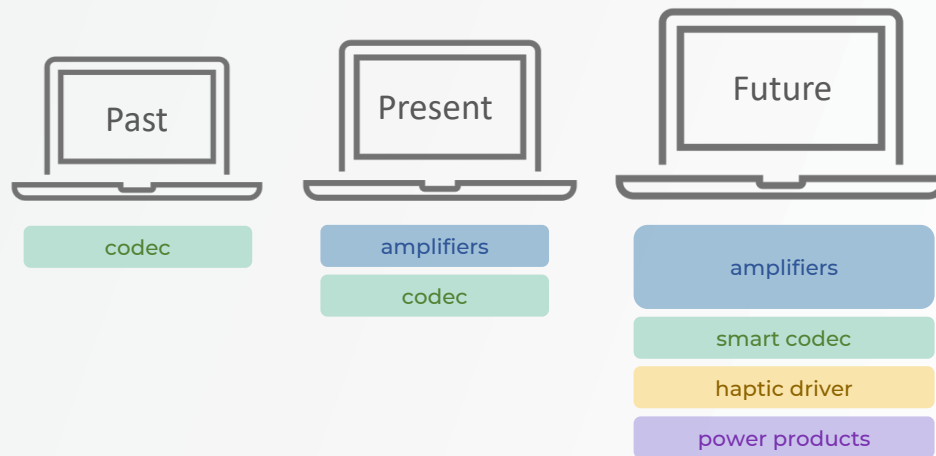 Past
Present
Future
codec
amplifiers
codec
amplifiers
smart codec
haptic driver
power products